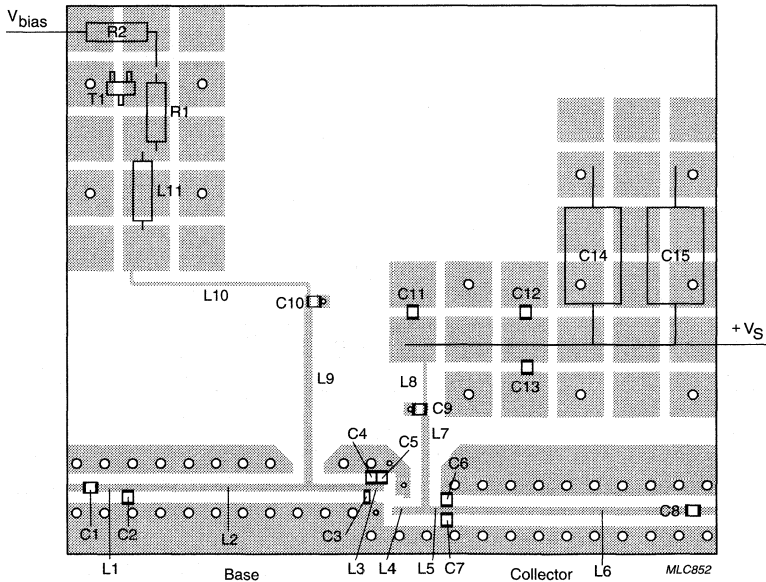 Vbias
R2
T1
R1
L11
C14
C15
L10
C10
C11
C12
+ VS
L9
L8
C13
C9
C4
L7
C5
C6
C1
C2
L2
C3
C8
L1
Base
L3
L4
L5
C7
Collector
L6
MLC852